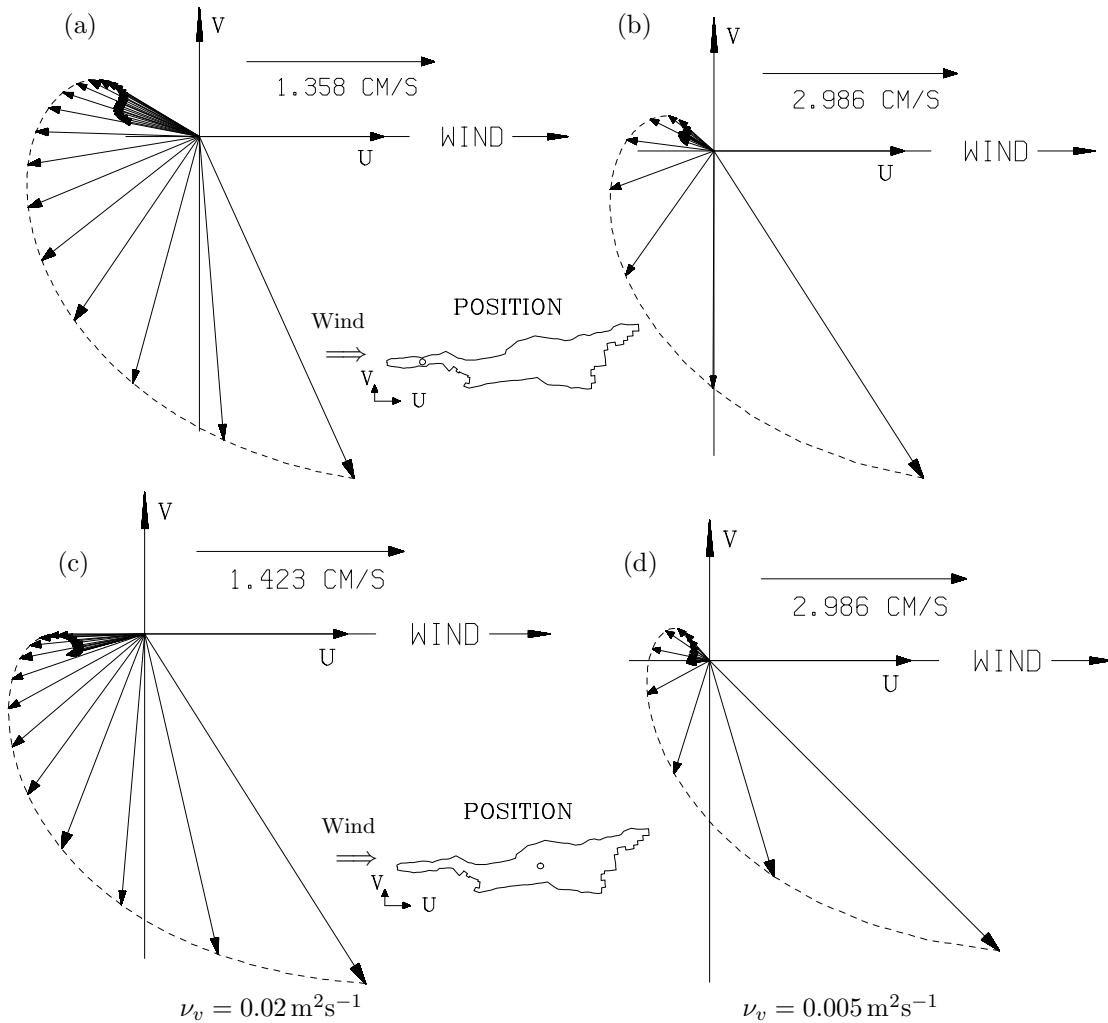 (a)
V
1.358 CM/S
U
WIND
(b)
V
2.986 CM/S
U
WIND
POSITION
Wind
⇒
V
U
(c)
V
1.423 CM/S
U
WIND
(d)
V
2.986 CM/S
U
WIND
POSITION
Wind
⇒
V
U
ν_v = 0.02 m²s⁻¹
ν_v = 0.005 m²s⁻¹